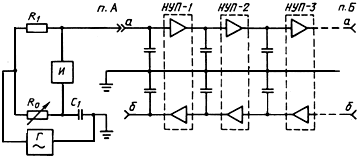 п. А НУП-1 НУП-2 НУП-3 п. Б
R1 а а
И
R0 C1 б б
Г
~